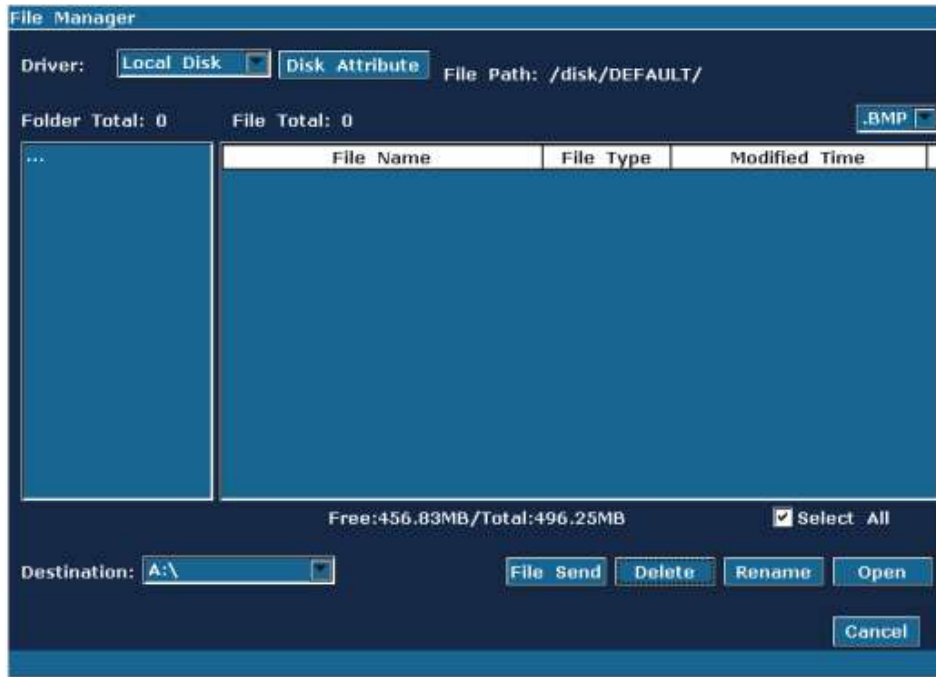 File Manager
Driver: Local Disk Disk Attribute File Path: /disk/DEFAULT/
Folder Total: 0 File Total: 0 .BMP
...
File Name File Type Modified Time
Free:456.83MB/Total:496.25MB Select All
Destination: A:\ File Send Delete Rename Open
Cancel